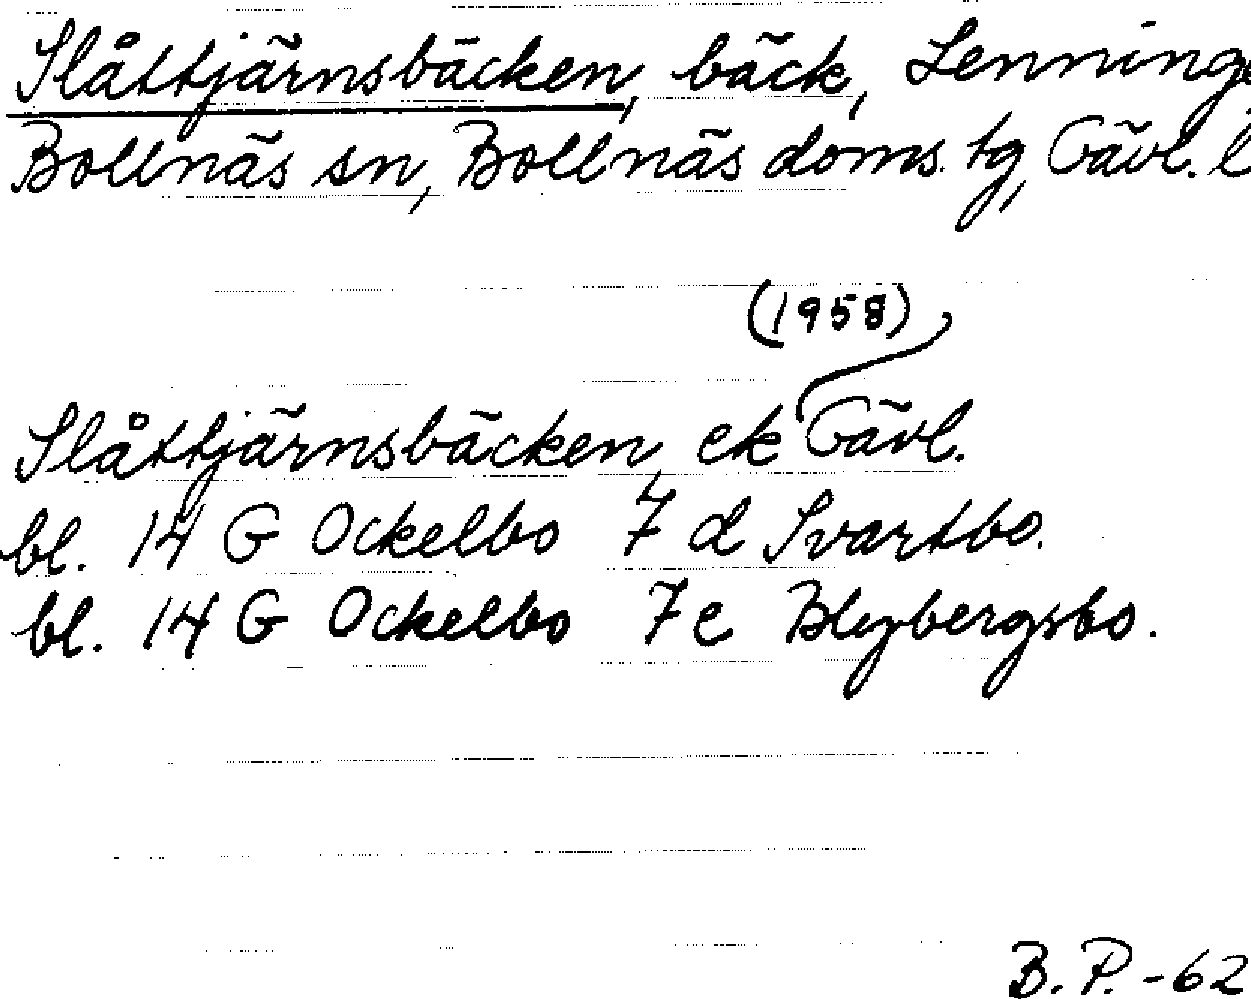 Slåttjärnsbäcken, bäck, Lenninge
Bollnäs sn, Bollnäs doms. tg, Gävl. l
(1958)
Slåttjärnsbäcken, ek Gävl.
bl. 14 G Ockelbo 7 d Svartbo.
bl. 14 G Ockelbo 7 e Blybergsbo.
B. P. -62